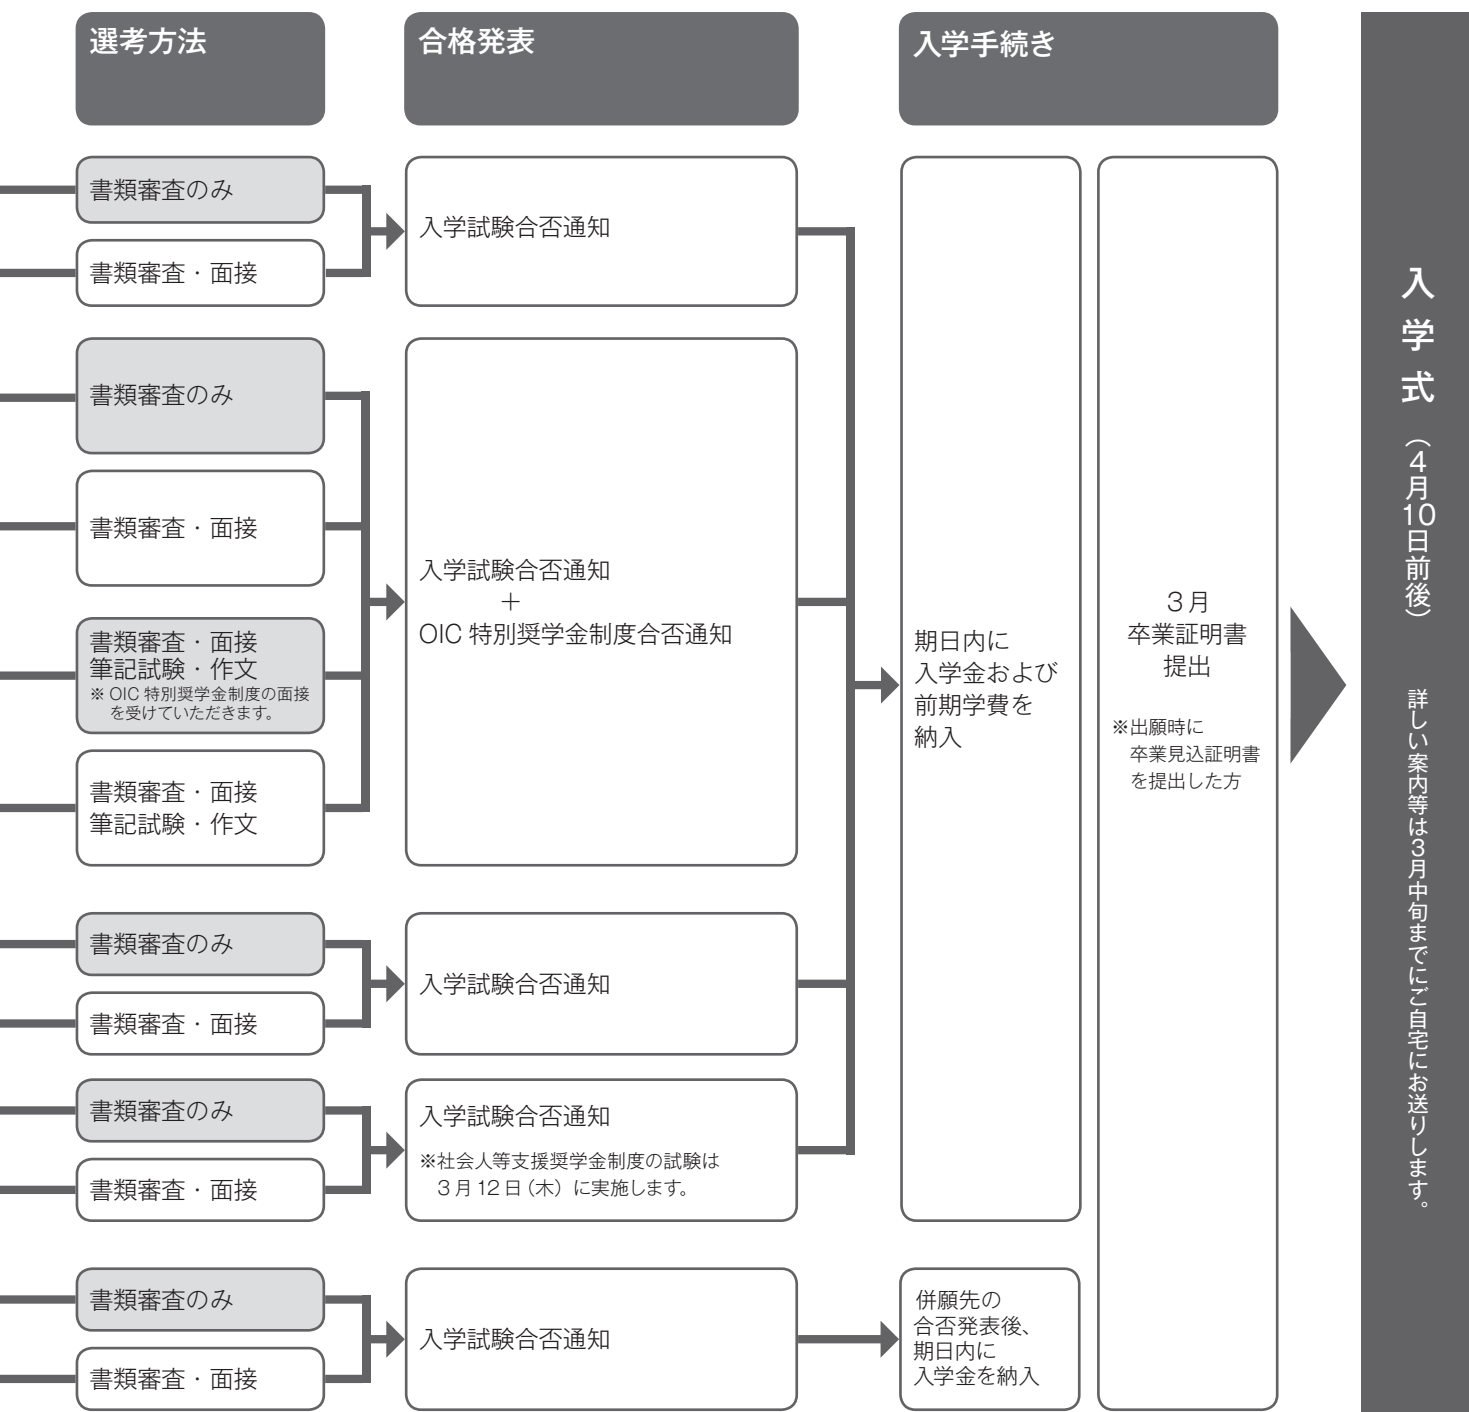 選考方法
合格発表
入学手続き
書類審査のみ
書類審査・面接
入学試験合否通知
書類審査のみ
書類審査・面接
書類審査・面接
筆記試験・作文
※ OIC 特別奨学金制度の面接
を受けていただきます。
書類審査・面接
筆記試験・作文
入学試験合否通知
＋
OIC 特別奨学金制度合否通知
書類審査のみ
書類審査・面接
入学試験合否通知
書類審査のみ
書類審査・面接
入学試験合否通知
※社会人等支援奨学金制度の試験は
3月12日（木）に実施します。
書類審査のみ
書類審査・面接
入学試験合否通知
期日内に
入学金および
前期学費を
納入
併願先の
合否発表後、
期日内に
入学金を納入
3月
卒業証明書
提出
※出願時に
卒業見込証明書
を提出した方
入学式（4月10日前後） 詳しい案内等は3月中旬までにご自宅にお送りします。